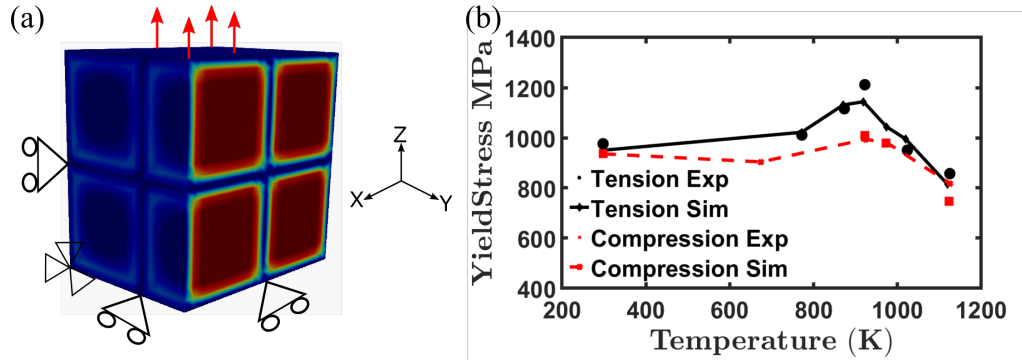 (a)
Z
X
Y
(b)
YieldStress MPa
1400
1200
1000
800
600
400
Tension Exp
Tension Sim
Compression Exp
Compression Sim
200 400 600 800 1000 1200
Temperature (K)